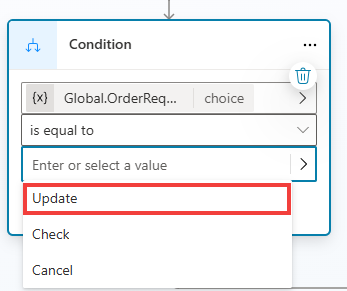 Condition
{x} Global.OrderReq... choice
is equal to
Enter or select a value
Update
Check
Cancel